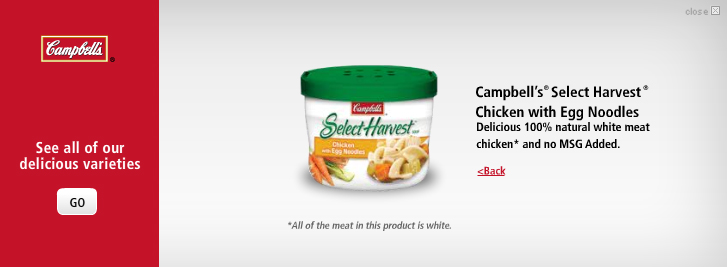 close
Campbell's®
See all of our
delicious varieties
GO
Campbell's
Select Harvest
Chicken
with Egg Noodles
Campbell's® Select Harvest®
Chicken with Egg Noodles
Delicious 100% natural white meat
chicken* and no MSG Added.
<Back
*All of the meat in this product is white.